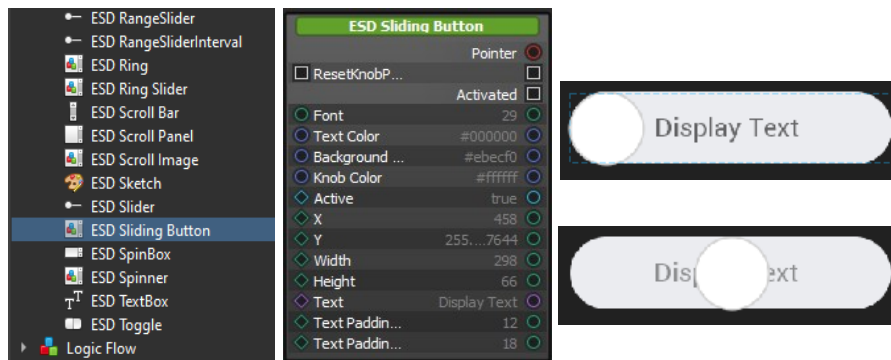 ESD RangeSlider
ESD RangeSliderInterval
ESD Ring
ESD Ring Slider
ESD Scroll Bar
ESD Scroll Panel
ESD Scroll Image
ESD Sketch
ESD Slider
ESD Sliding Button
ESD SpinBox
ESD Spinner
ESD TextBox
ESD Toggle
Logic Flow
ESD Sliding Button
Pointer
ResetKnobP...
Activated
Font 29
Text Color #000000
Background ... #ebecf0
Knob Color #ffffff
Active true
X 458
Y 255....7644
Width 298
Height 66
Text Display Text
Text Paddin... 12
Text Paddin... 18
Display Text
Disp ext